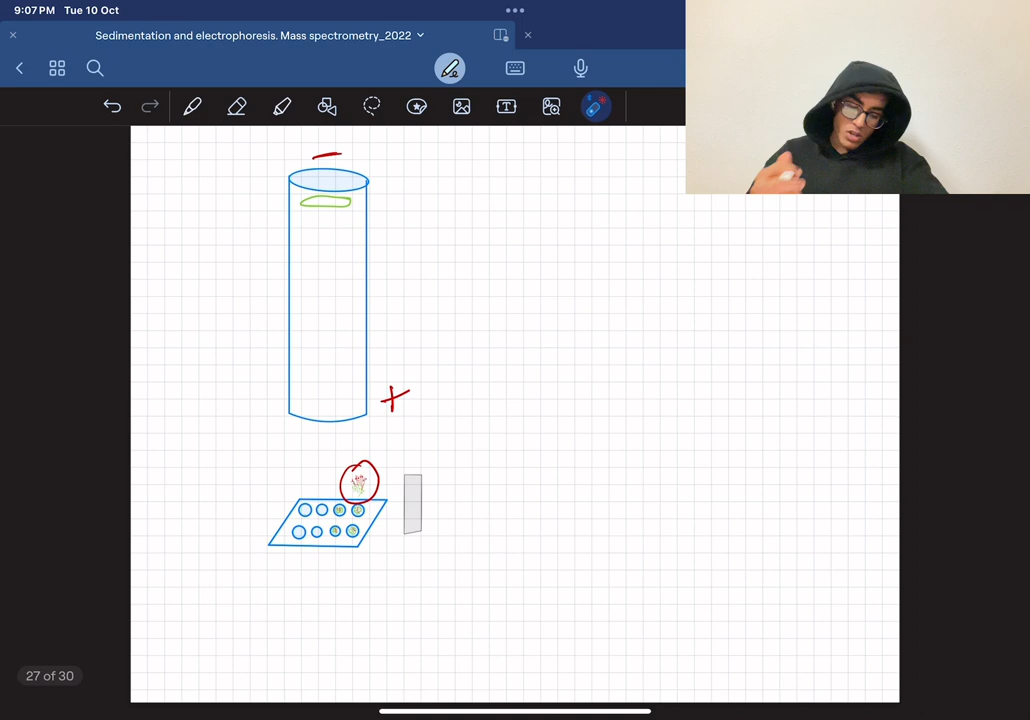 9:07 PM Tue 10 Oct
Sedimentation and electrophoresis. Mass spectrometry_2022
T
−
+
27 of 30